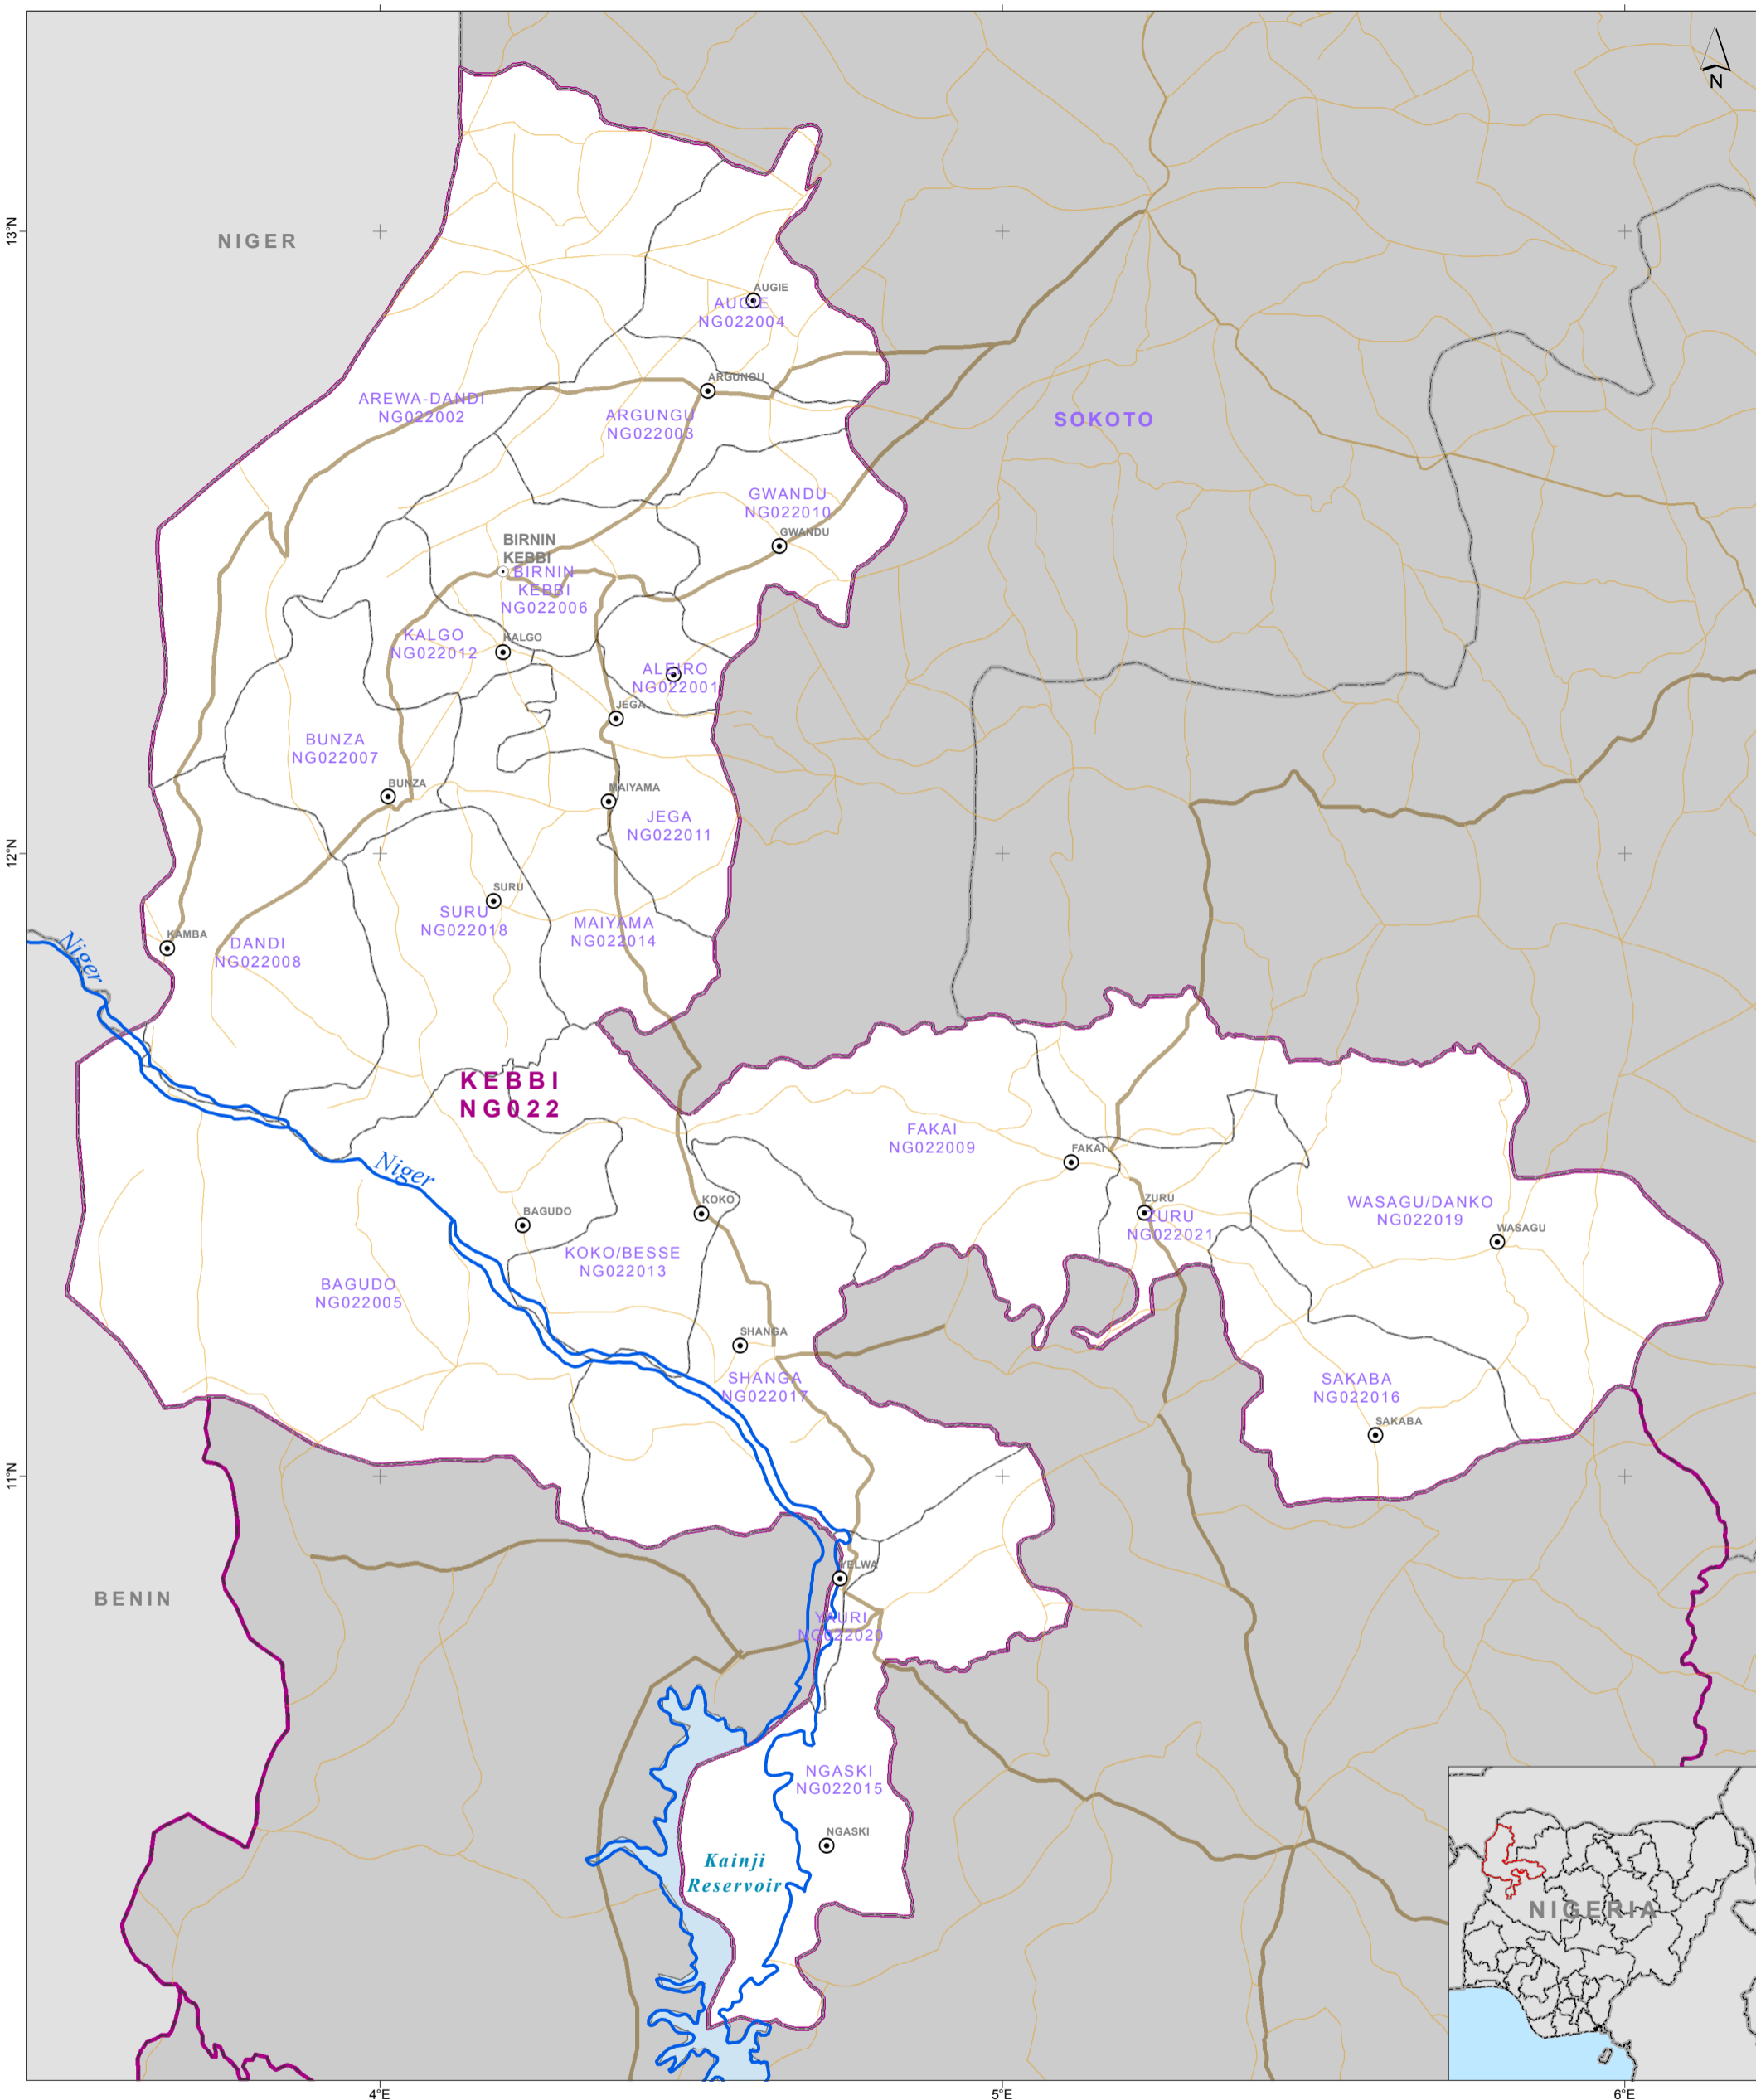 N
13°N
NIGER
AUGIE
AUGIE
NG022004
ARGUNGU
AREWA-DANDI
NG022002
ARGUNGU
NG022003
SOKOTO
GWANDU
NG022010
GWANDU
BIRNIN
KEBBI
BIRNIN
KEBBI
NG022006
KALGO
NG022012
KALGO
ALEIRO
NG022001
JEGA
BUNZA
NG022007
BUNZA
MAIYAMA
JEGA
NG022011
12°N
SURU
SURU
NG022018
MAIYAMA
NG022014
KAMBA
DANDI
NG022008
Niger
KEBBI
NG022
FAKAI
NG022009
FAKAI
Niger
ZURU
ZURU
NG022021
WASAGU/DANKO
NG022019
WASAGU
KOKO
BAGUDO
KOKO/BESSE
NG022013
BAGUDO
NG022005
SHANGA
SHANGA
NG022017
SAKABA
NG022016
SAKABA
11°N
YELWA
BENIN
YAURI
NG022020
NGASKI
NG022015
NGASKI
Kainji
Reservoir
NIGERIA
4°E
5°E
6°E